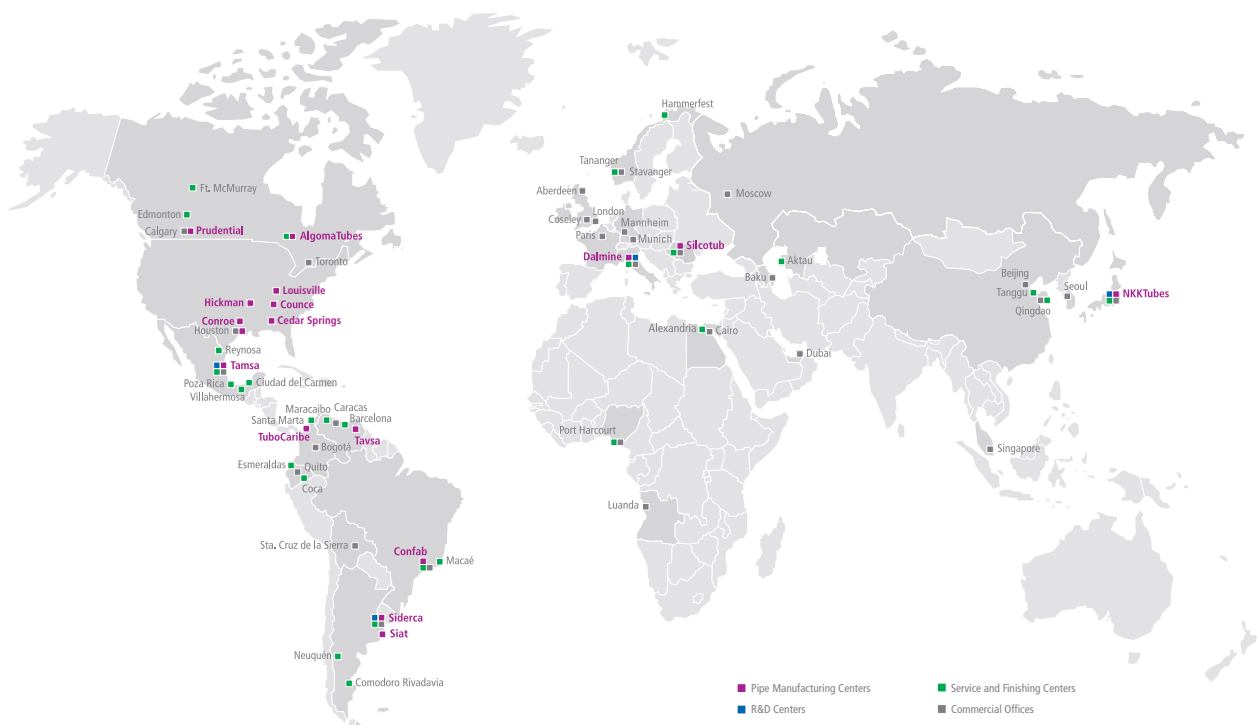 Hammerfest
Tananger
Stavanger
Ft. McMurray
Aberdeen
Moscow
Edmonton
London
Coseley
Mannheim
Calgary
Prudential
AlgomaTubes
Paris
Munich
Silcotub
Dalmine
Toronto
Aktau
Baku
Beijing
Tanggu
Seoul
NKKTubes
Qingdao
Louisville
Hickman
Counce
Conroe
Cedar Springs
Houston
Alexandria
Cairo
Reynosa
Dubai
Tamsa
Poza Rica
Ciudad del Carmen
Villahermosa
Maracaibo
Caracas
Santa Marta
Barcelona
TuboCaribe
Tavsa
Port Harcourt
Bogotá
Singapore
Esmeraldas
Quito
Coca
Luanda
Sta. Cruz de la Sierra
Confab
Macaé
Siderca
Siat
Neuquén
Comodoro Rivadavia
Pipe Manufacturing Centers
Service and Finishing Centers
R&D Centers
Commercial Offices